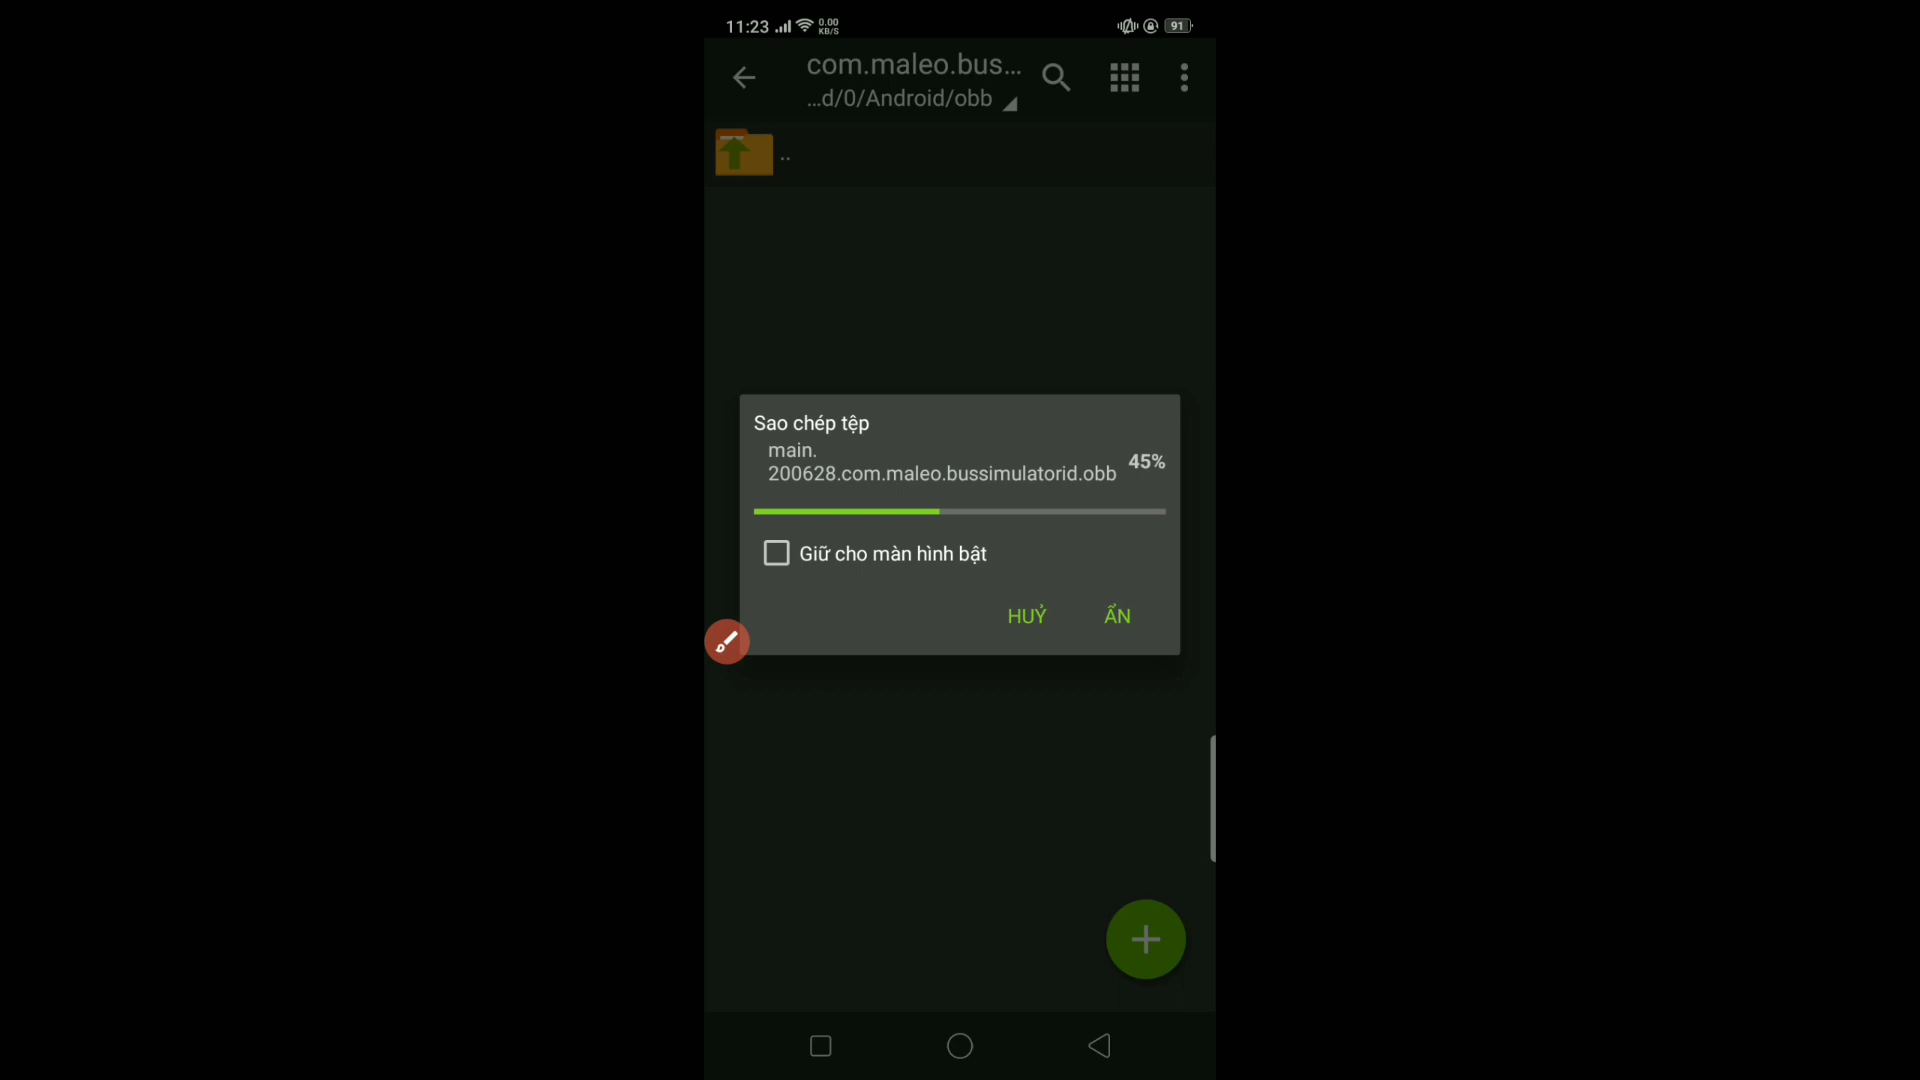 11:23
0.00
KB/S
91
com.maleo.bus...
...d/0/Android/obb
..
Sao chép tệp
main.
200628.com.maleo.bussimulatorid.obb
45%
Giữ cho màn hình bật
HUỶ
ẨN